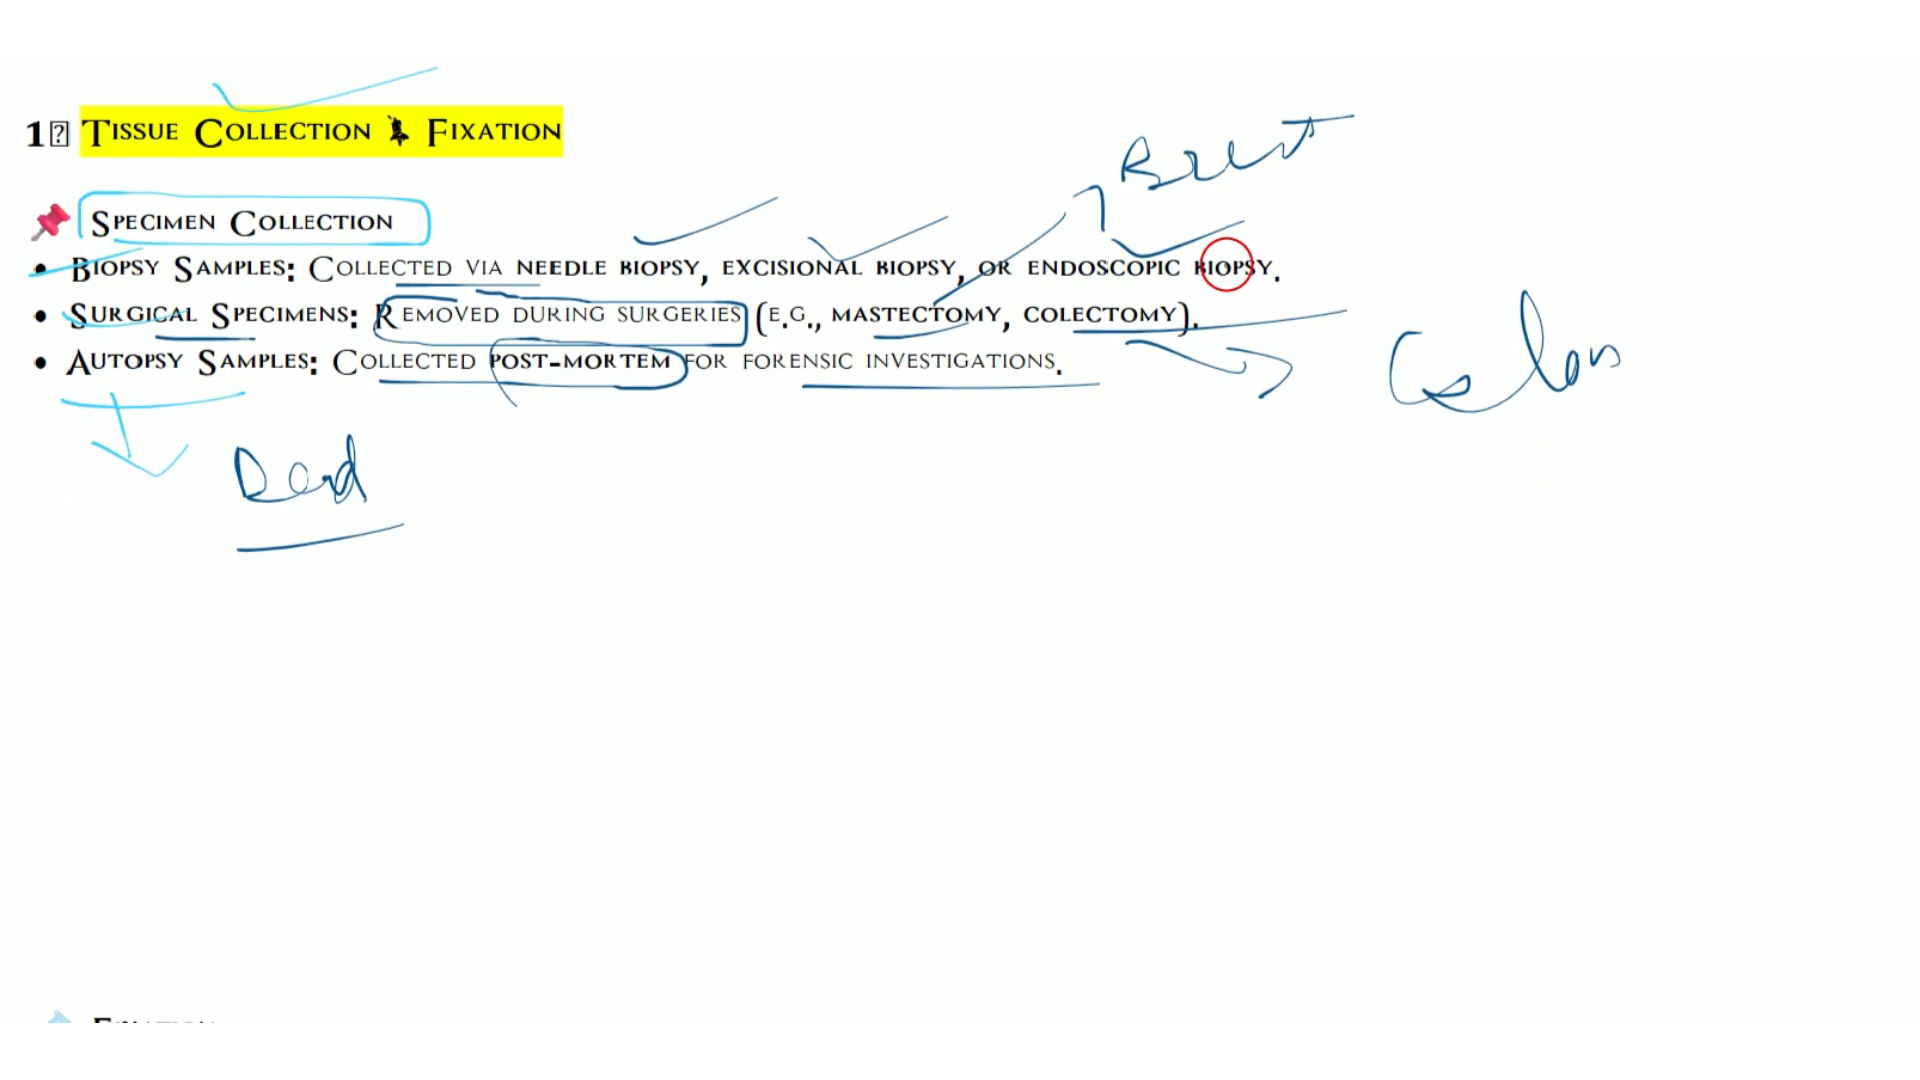 1 TISSUE COLLECTION & FIXATION
Breast
SPECIMEN COLLECTION
• BIOPSY SAMPLES: COLLECTED VIA NEEDLE BIOPSY, EXCISIONAL BIOPSY, OR ENDOSCOPIC BIOPSY.
• SURGICAL SPECIMENS: REMOVED DURING SURGERIES (E.G., MASTECTOMY, COLECTOMY).
• AUTOPSY SAMPLES: COLLECTED POST-MORTEM FOR FORENSIC INVESTIGATIONS.
Colon
Dead